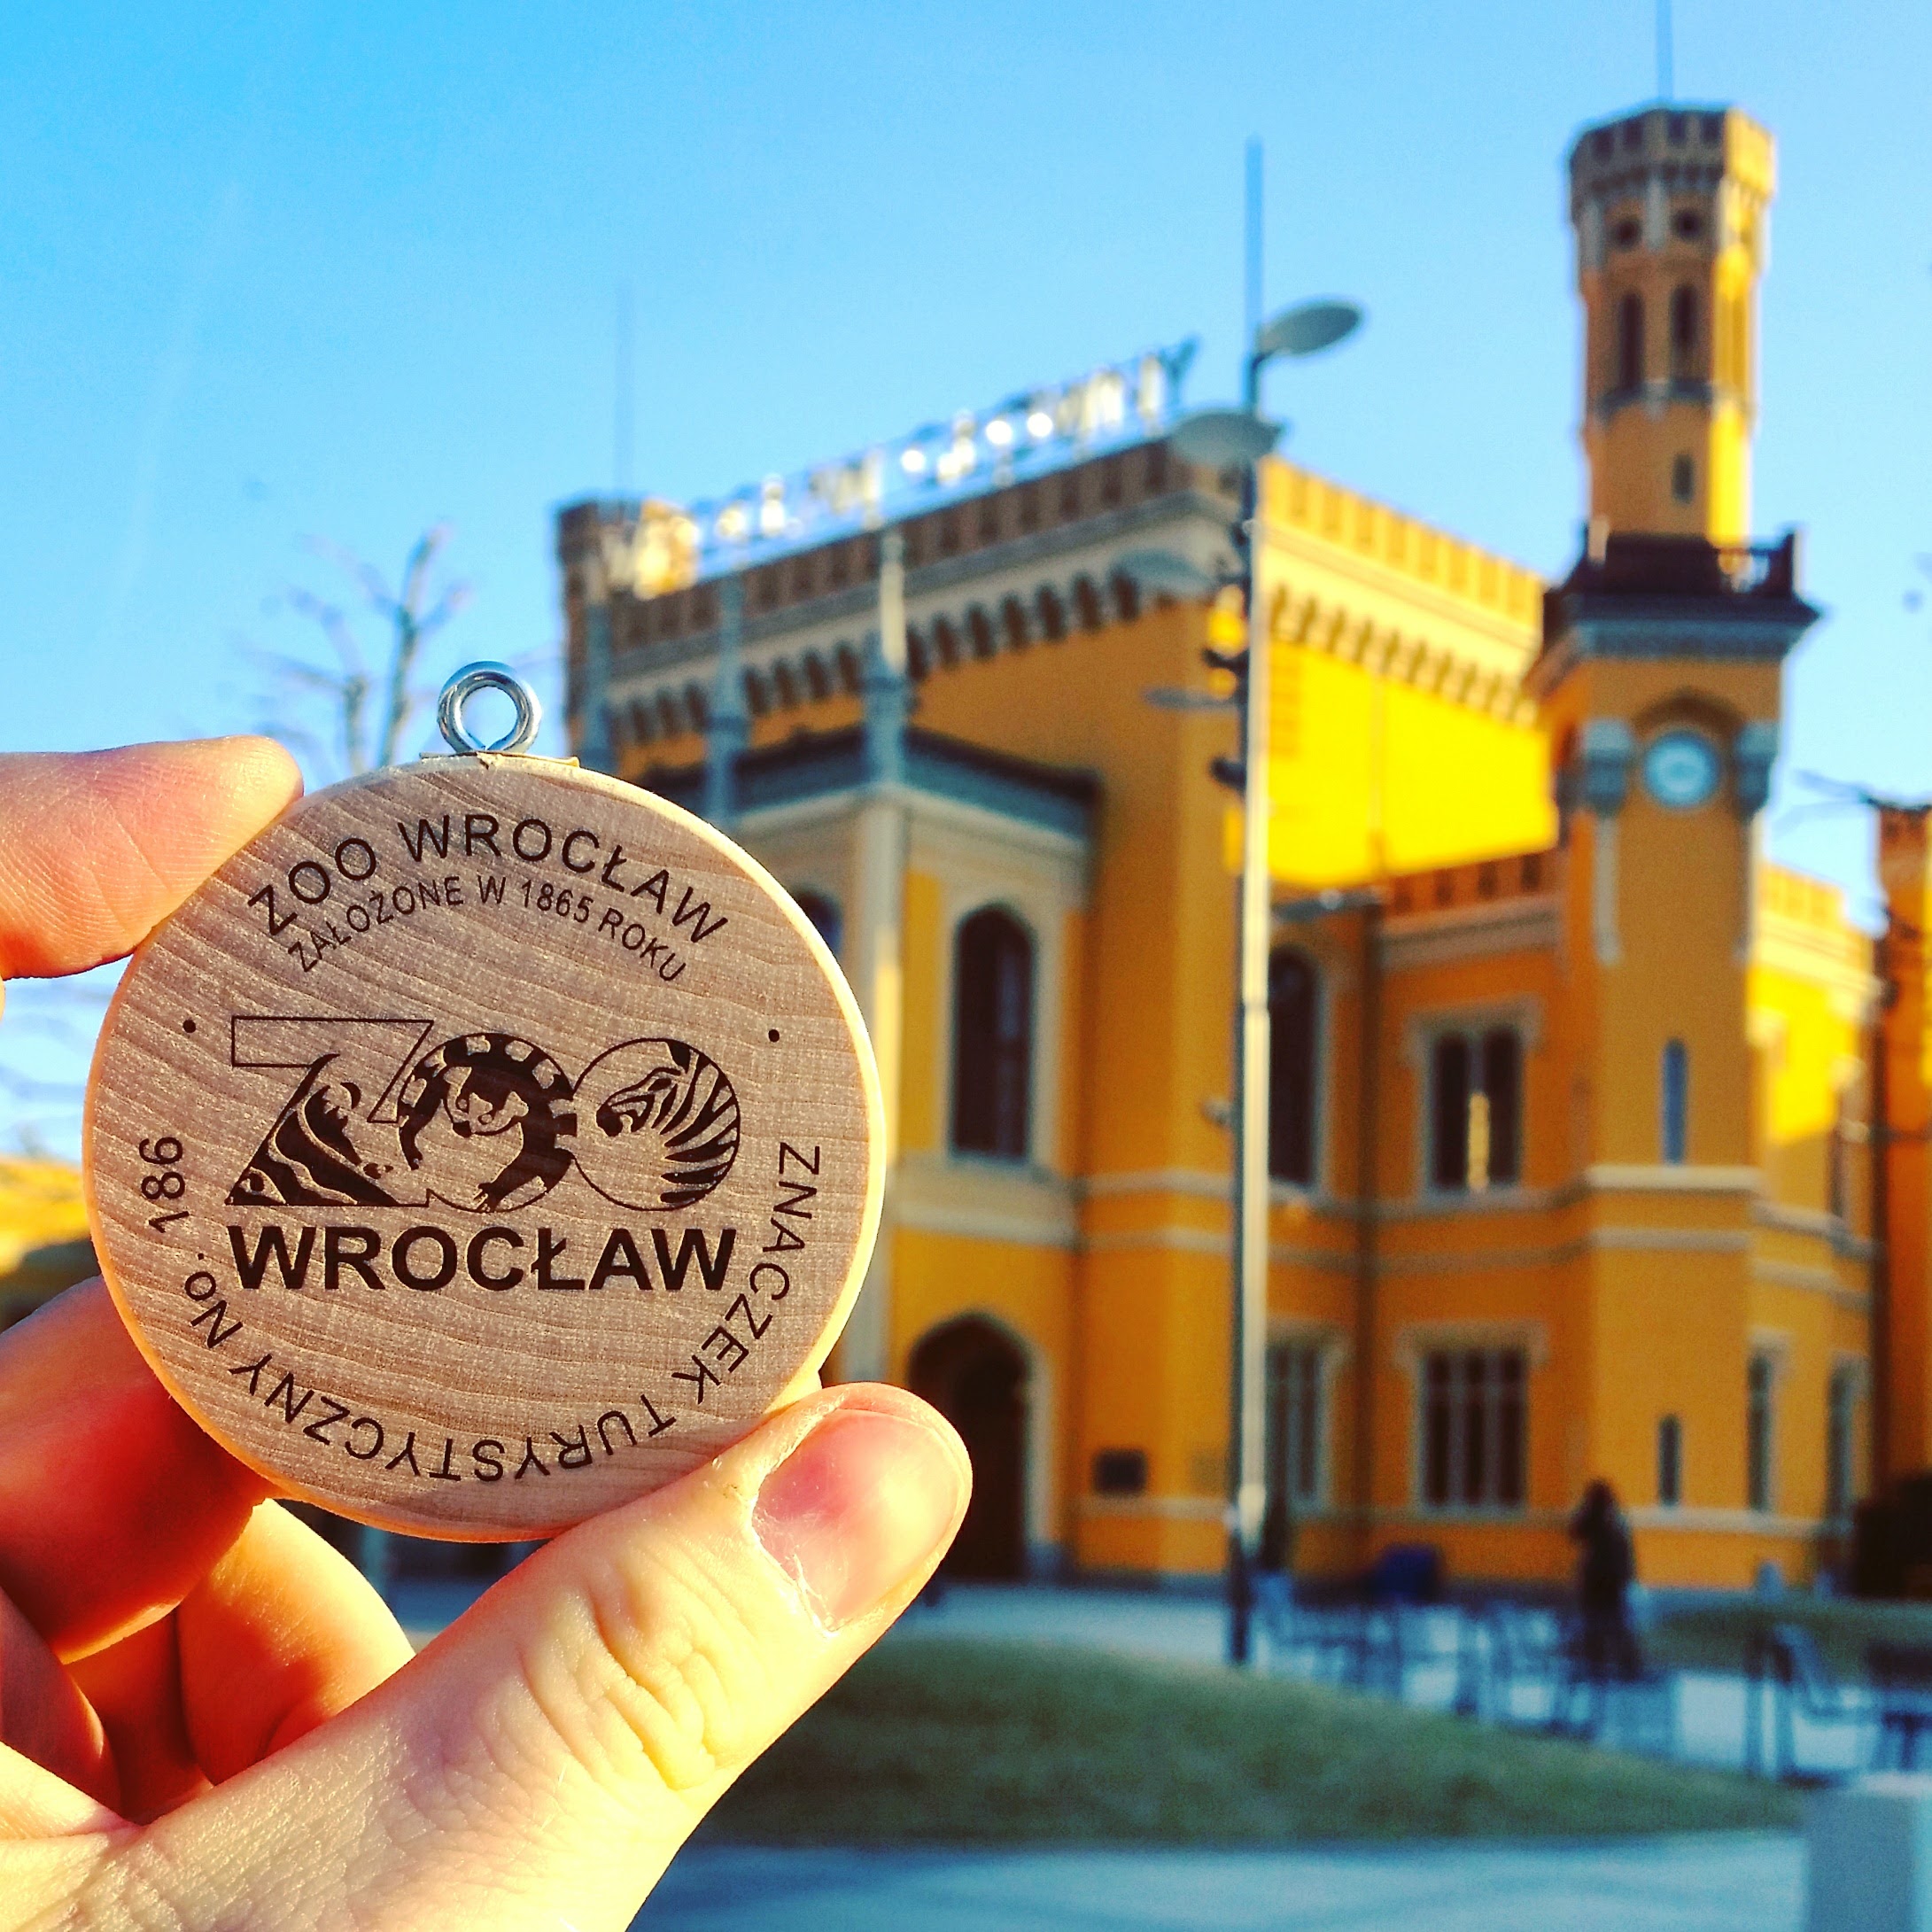 ZOO WROCŁAW
ZAŁOŻONE W 1865 ROKU
ZOO
WROCŁAW
ZNACZEK TURYSTYCZNY No. 186